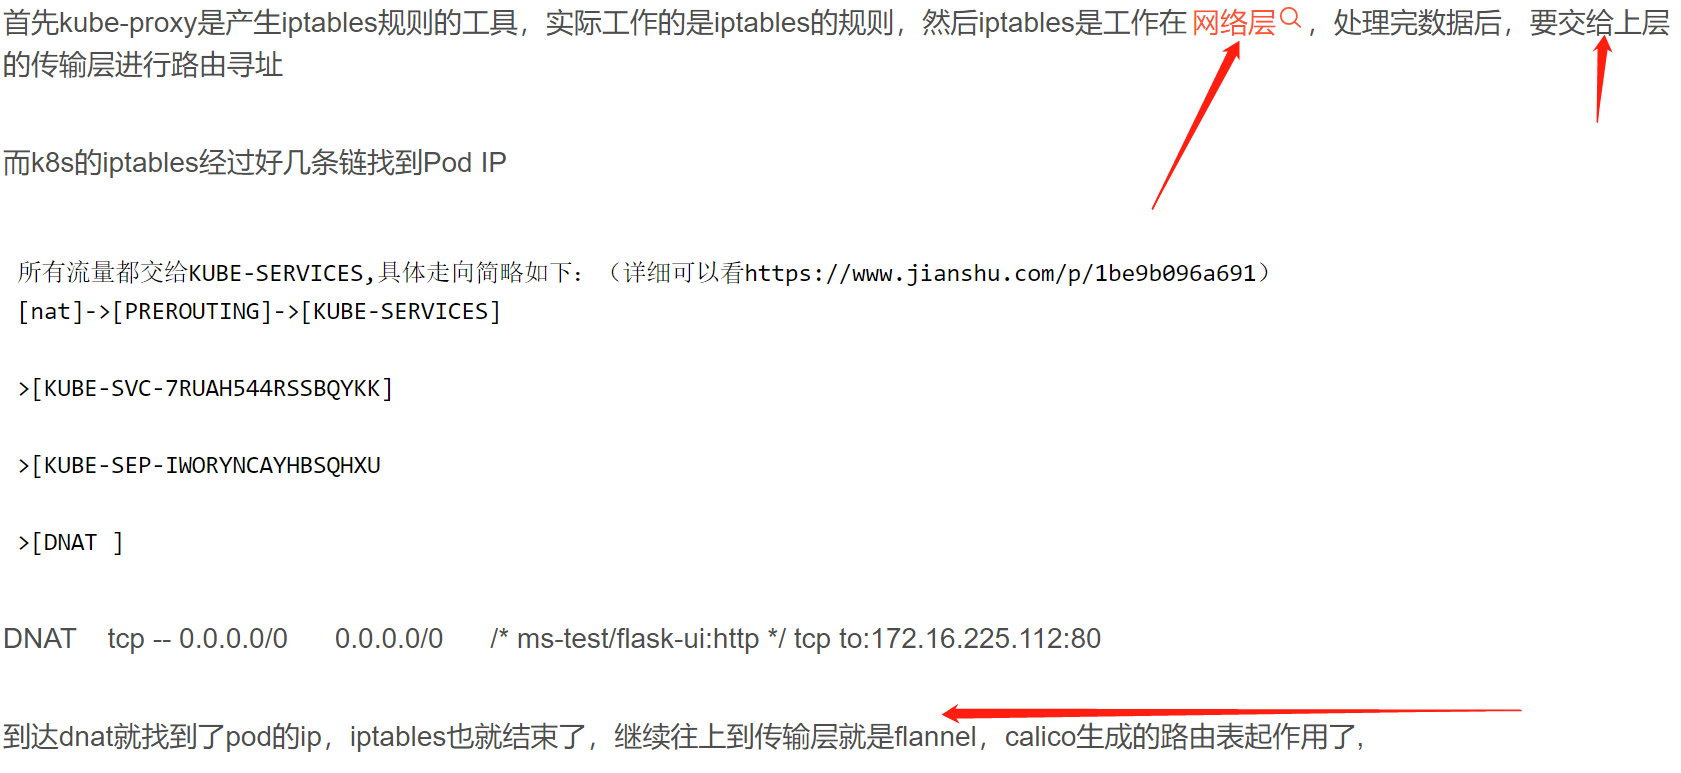 首先kube-proxy是产生iptables规则的工具，实际工作的是iptables的规则，然后iptables是工作在 网络层 ，处理完数据后，要交给上层
的传输层进行路由寻址
而k8s的iptables经过好几条链找到Pod IP
所有流量都交给KUBE-SERVICES,具体走向简略如下：（详细可以看https://www.jianshu.com/p/1be9b096a691）
[nat]->[PREROUTING]->[KUBE-SERVICES]
>[KUBE-SVC-7RUAH544RSSBQYKK]
>[KUBE-SEP-IWORYNCAYHBSQHXU
>[DNAT ]
DNAT tcp -- 0.0.0.0/0 0.0.0.0/0 /* ms-test/flask-ui:http */ tcp to:172.16.225.112:80
到达dnat就找到了pod的ip，iptables也就结束了，继续往上到传输层就是flannel，calico生成的路由表起作用了,